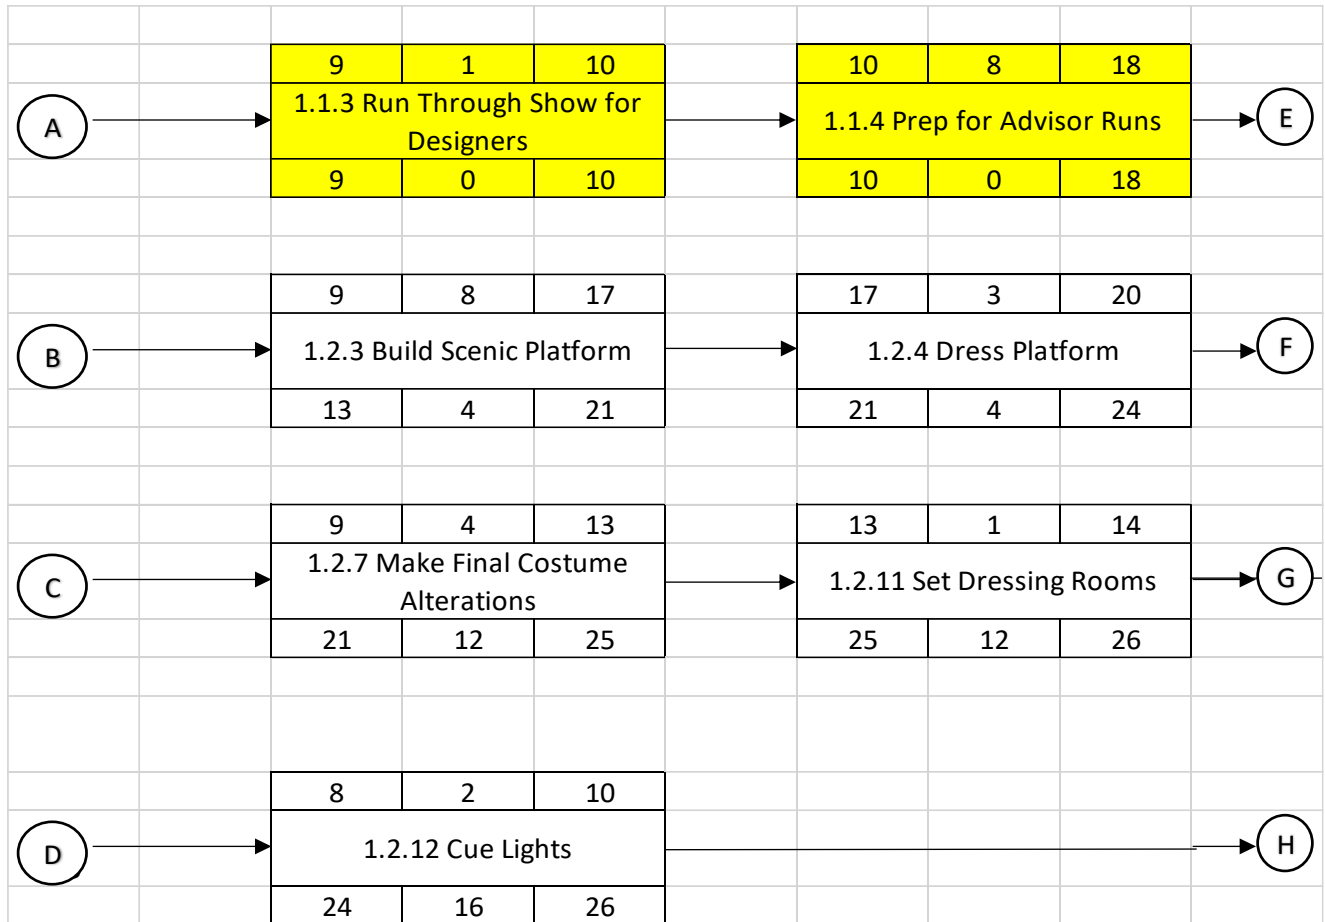 9 1 10 10 8 18
A 1.1.3 Run Through Show for
Designers 1.1.4 Prep for Advisor Runs E
9 0 10 10 0 18
9 8 17 17 3 20
B 1.2.3 Build Scenic Platform 1.2.4 Dress Platform F
13 4 21 21 4 24
9 4 13 13 1 14
C 1.2.7 Make Final Costume
Alterations 1.2.11 Set Dressing Rooms G
21 12 25 25 12 26
8 2 10
D 1.2.12 Cue Lights H
24 16 26